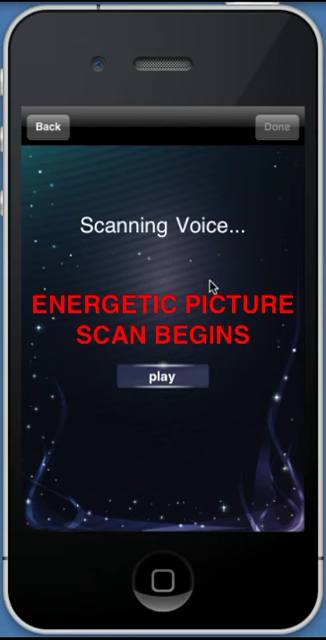 Back
Done
Scanning Voice...
ENERGETIC PICTURE
SCAN BEGINS
play